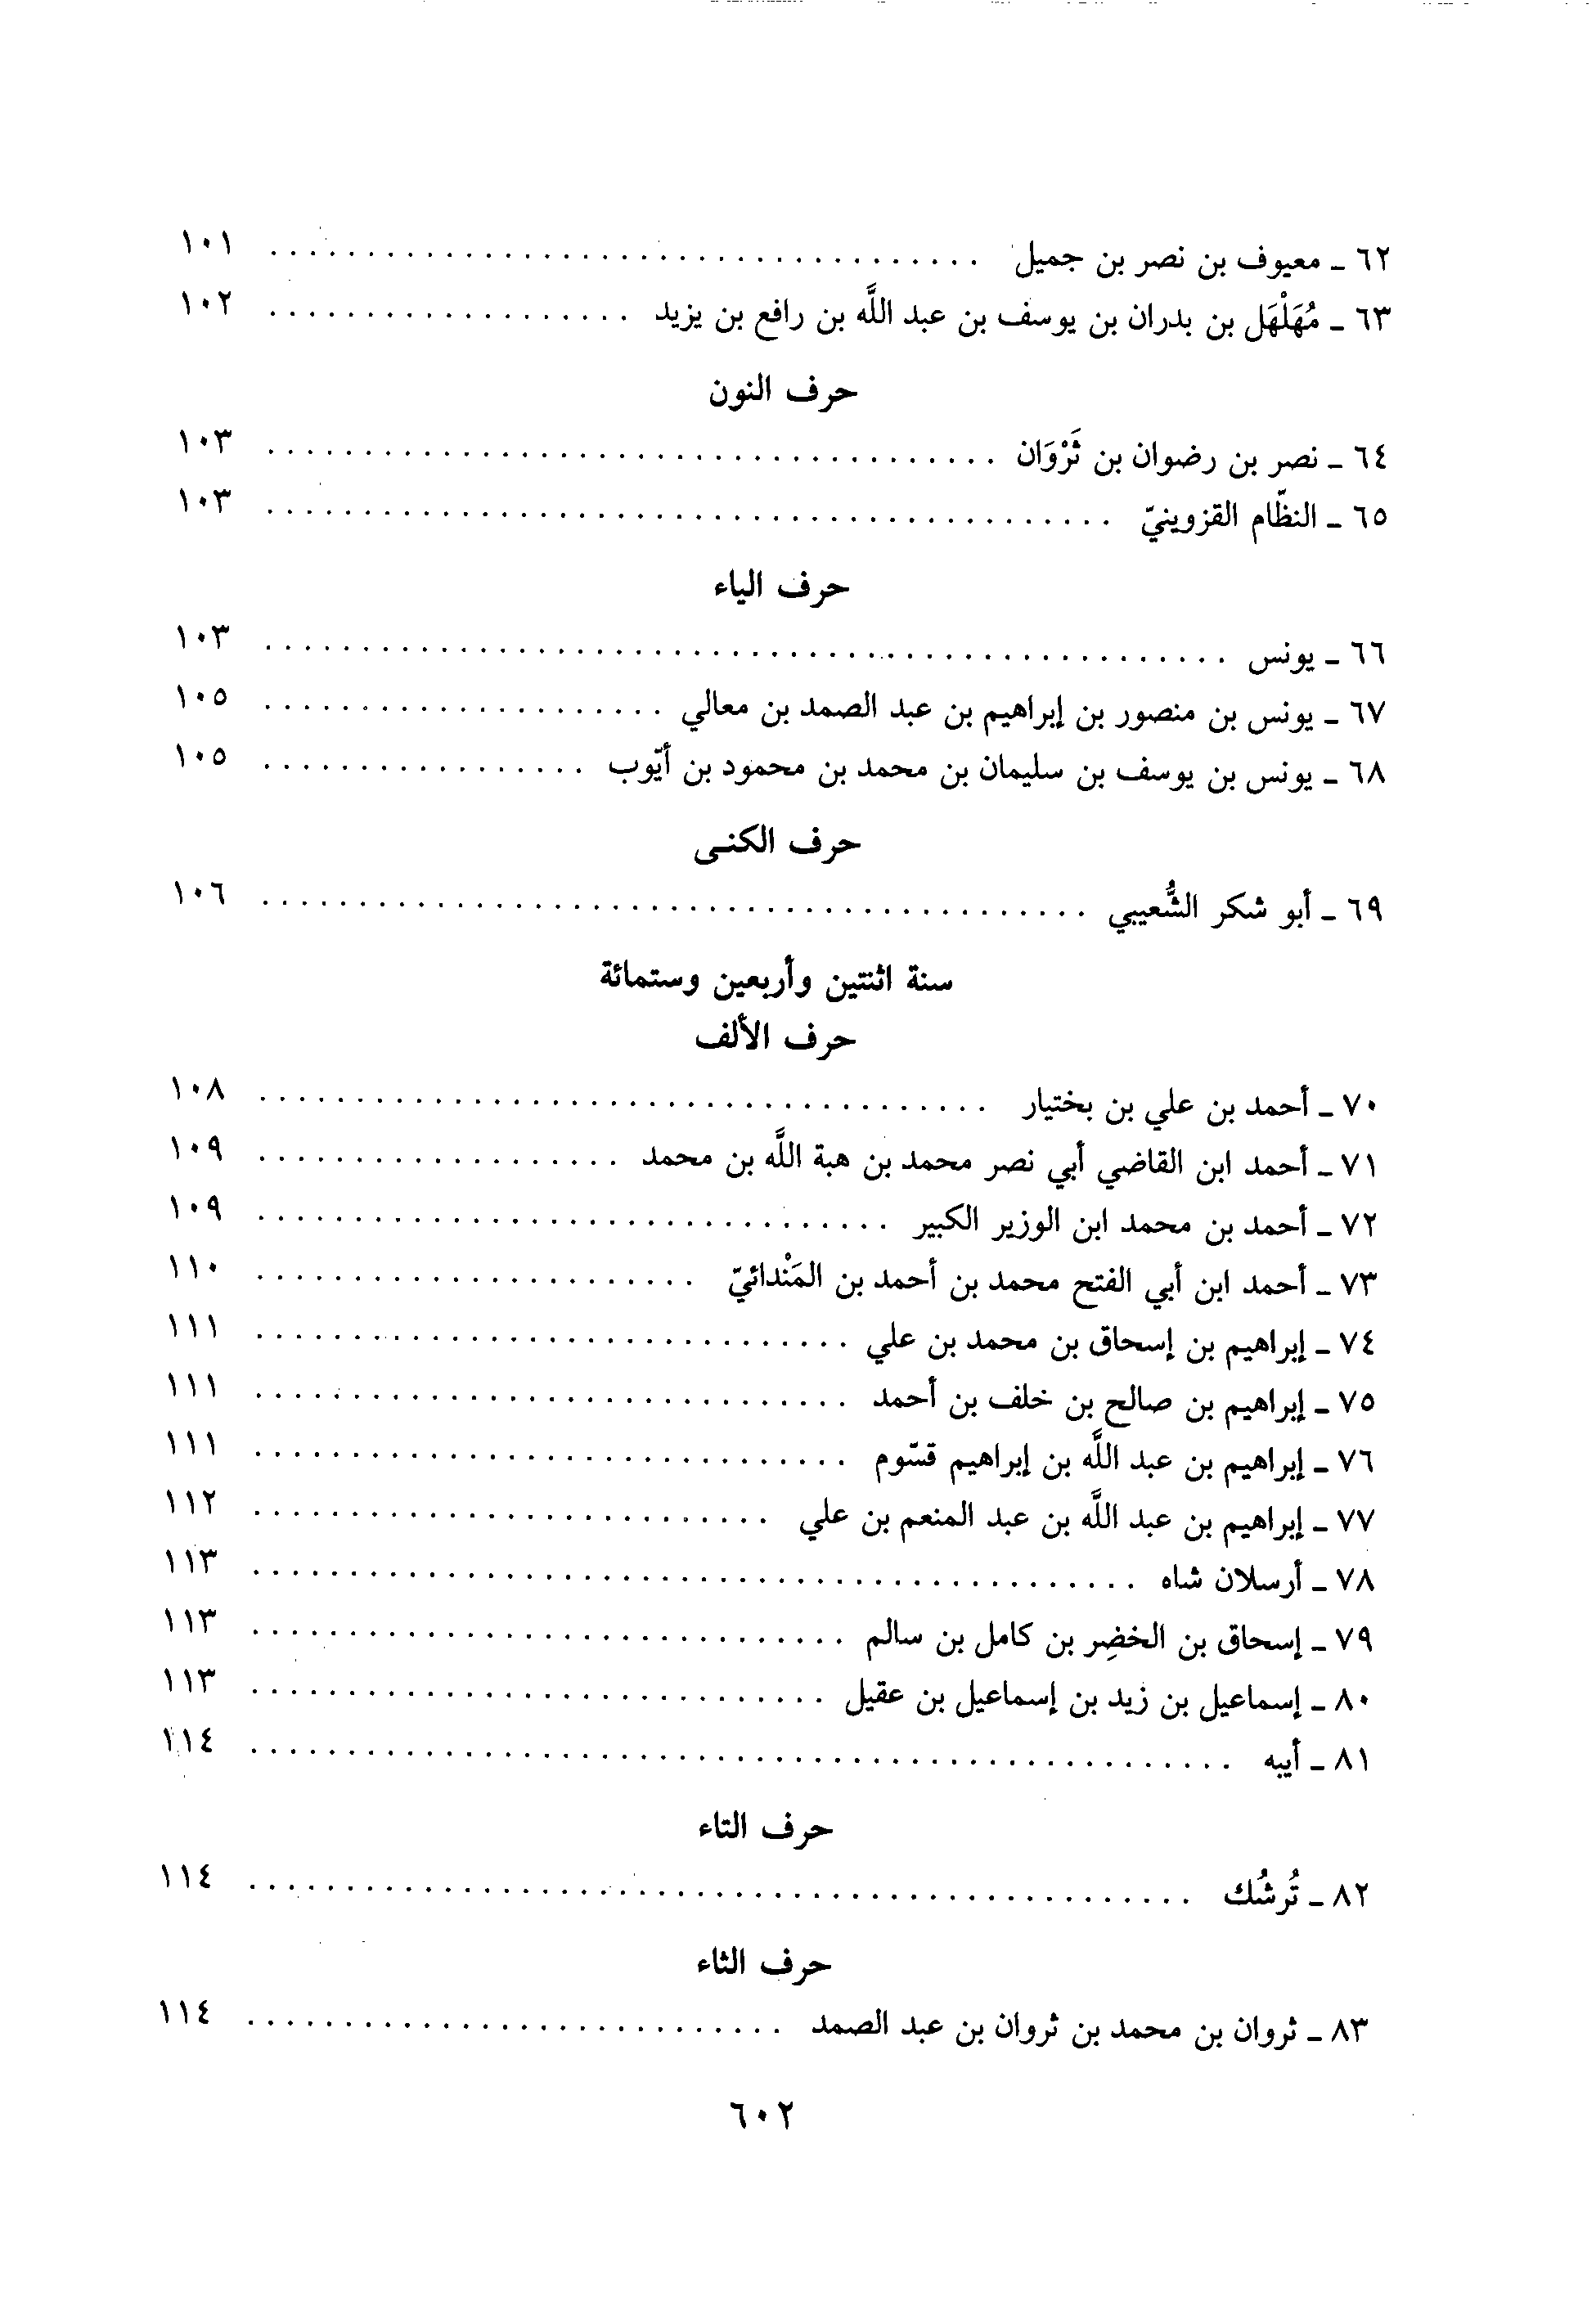 ٦٢ ـ معيوف بن نصر بن جميل ..................................... ١٠١
٦٣ ـ مُهَلْهَل بن بدران بن يوسف بن عبد اللَّه بن رافع بن يزيد ................... ١٠٢
حرف النون
٦٤ ـ نصر بن رضوان بن ثَرْوَان ...................................... ١٠٣
٦٥ ـ النظّام القزوينيّ ............................................ ١٠٣
حرف الياء
٦٦ ـ يونس .................................................. ١٠٣
٦٧ ـ يونس بن منصور بن إبراهيم بن عبد الصمد بن معالي ..................... ١٠٥
٦٨ ـ يونس بن يوسف بن سليمان بن محمد بن محمود بن أيّوب ................. ١٠٥
حرف الكنـى
٦٩ ـ أبو شكر الشُّعيبي ........................................... ١٠٦
سنة اثنتين وأربعين وستمائة
حرف الألف
٧٠ ـ أحمد بن علي بن بختيار ...................................... ١٠٨
٧١ ـ أحمد ابن القاضي أبي نصر محمد بن هبة اللَّه بن محمد ................... ١٠٩
٧٢ ـ أحمد بن محمد ابن الوزير الكبير ................................. ١٠٩
٧٣ ـ أحمد ابن أبي الفتح محمد بن أحمد بن المَنْدائيّ ....................... ١١٠
٧٤ ـ إبراهيم بن إسحاق بن محمد بن علي ............................... ١١١
٧٥ ـ إبراهيم بن صالح بن خلف بن أحمد ............................... ١١١
٧٦ ـ إبراهيم بن عبد اللَّه بن إبراهيم قسّوم ............................... ١١١
٧٧ ـ إبراهيم بن عبد اللَّه بن عبد المنعم بن علي ........................... ١١٢
٧٨ ـ أرسلان شاه .............................................. ١١٣
٧٩ ـ إسحاق بن الخضِر بن كامل بن سالم ............................... ١١٣
٨٠ ـ إسماعيل بن زيد بن إسماعيل بن عقيل .............................. ١١٣
٨١ ـ أيبه ................................................... ١١٤
حرف التاء
٨٢ ـ تُرشُك ................................................. ١١٤
حرف الثاء
٨٣ ـ ثروان بن محمد بن ثروان بن عبد الصمد ............................ ١١٤
٦٠٢